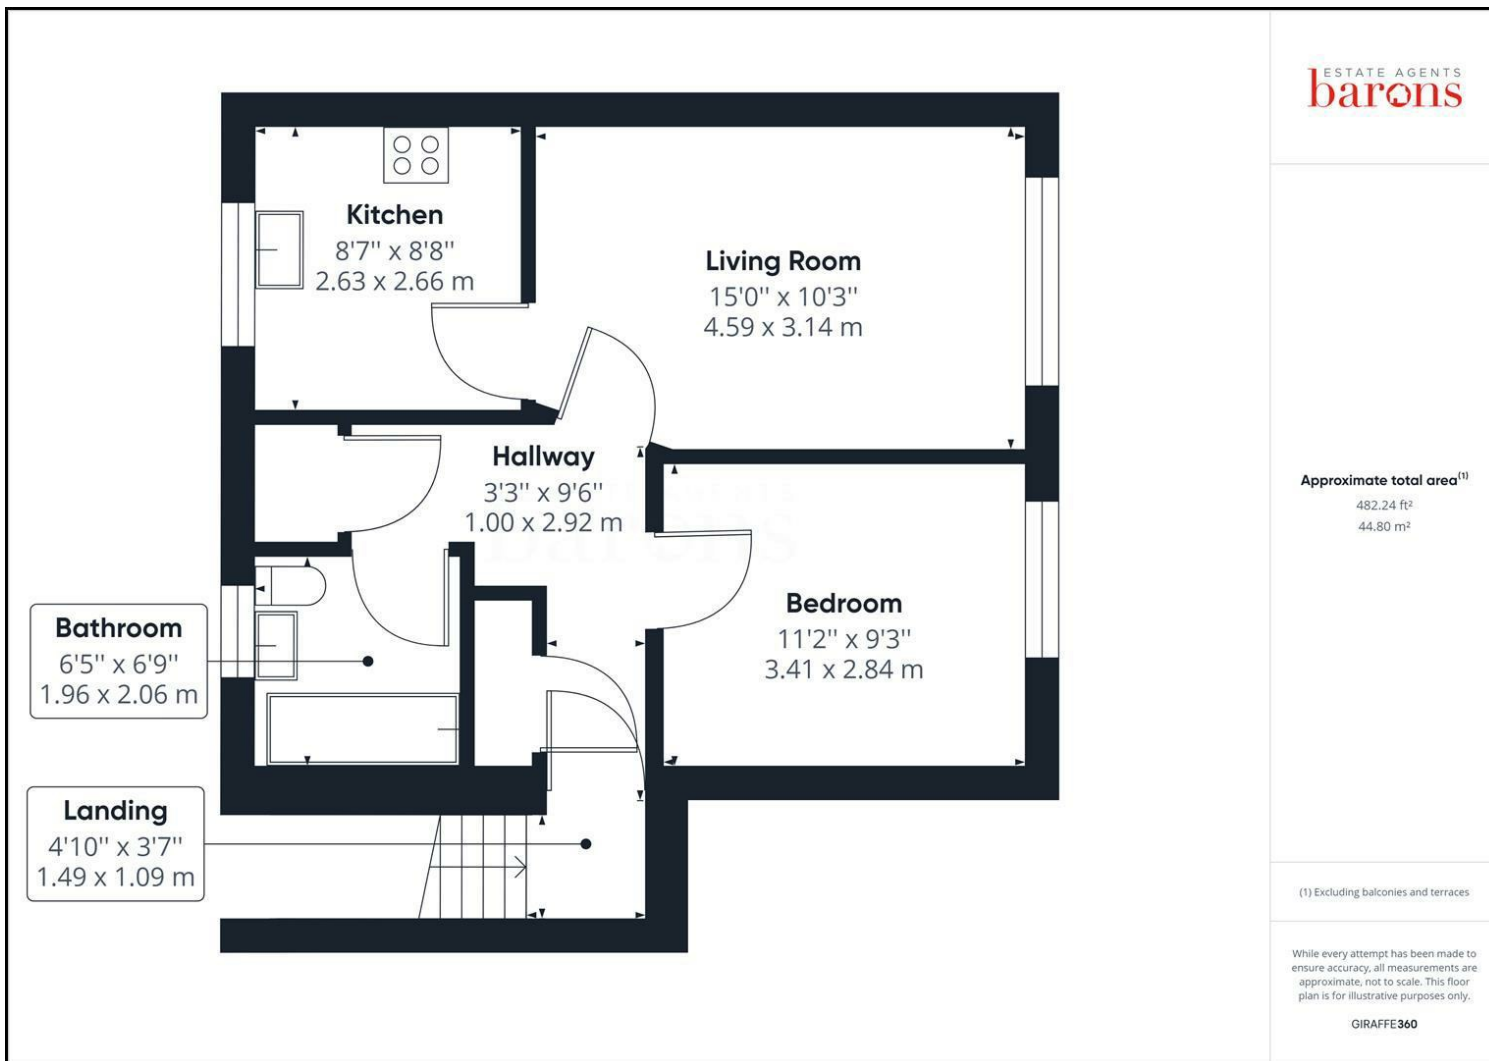 ESTATE AGENTS
barons
Kitchen
8'7" x 8'8"
2.63 x 2.66 m
Living Room
15'0" x 10'3"
4.59 x 3.14 m
Hallway
3'3" x 9'6"
1.00 x 2.92 m
Bedroom
11'2" x 9'3"
3.41 x 2.84 m
Bathroom
6'5" x 6'9"
1.96 x 2.06 m
Landing
4'10" x 3'7"
1.49 x 1.09 m
Approximate total area(1)
482.24 ft²
44.80 m²
(1) Excluding balconies and terraces
While every attempt has been made to
ensure accuracy, all measurements are
approximate, not to scale. This floor
plan is for illustrative purposes only.
GIRAFFE360